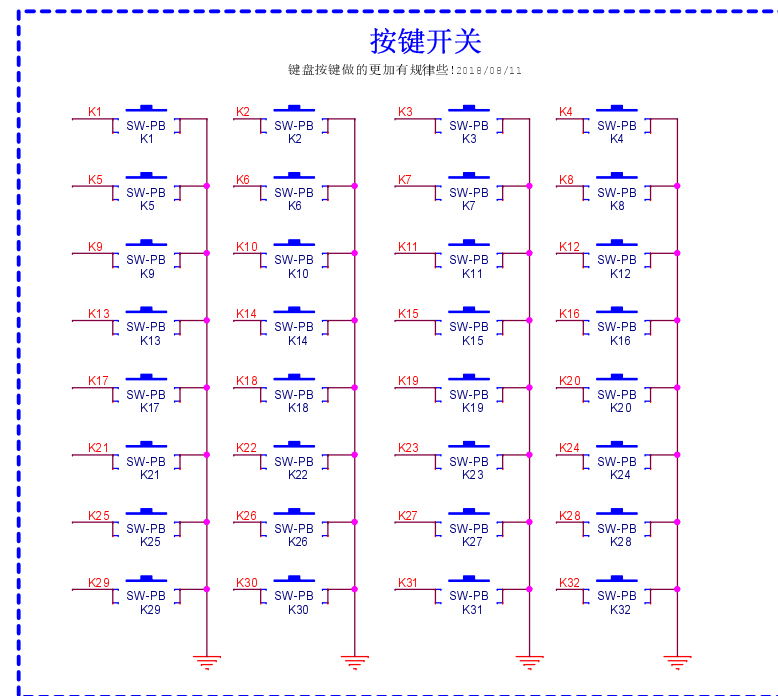 按键开关
键盘按键做的更加有规律些!2018/08/11
K1 K2 K3 K4
SW-PB SW-PB SW-PB SW-PB
K1 K2 K3 K4
K5 K6 K7 K8
SW-PB SW-PB SW-PB SW-PB
K5 K6 K7 K8
K9 K10 K11 K12
SW-PB SW-PB SW-PB SW-PB
K9 K10 K11 K12
K13 K14 K15 K16
SW-PB SW-PB SW-PB SW-PB
K13 K14 K15 K16
K17 K18 K19 K20
SW-PB SW-PB SW-PB SW-PB
K17 K18 K19 K20
K21 K22 K23 K24
SW-PB SW-PB SW-PB SW-PB
K21 K22 K23 K24
K25 K26 K27 K28
SW-PB SW-PB SW-PB SW-PB
K25 K26 K27 K28
K29 K30 K31 K32
SW-PB SW-PB SW-PB SW-PB
K29 K30 K31 K32